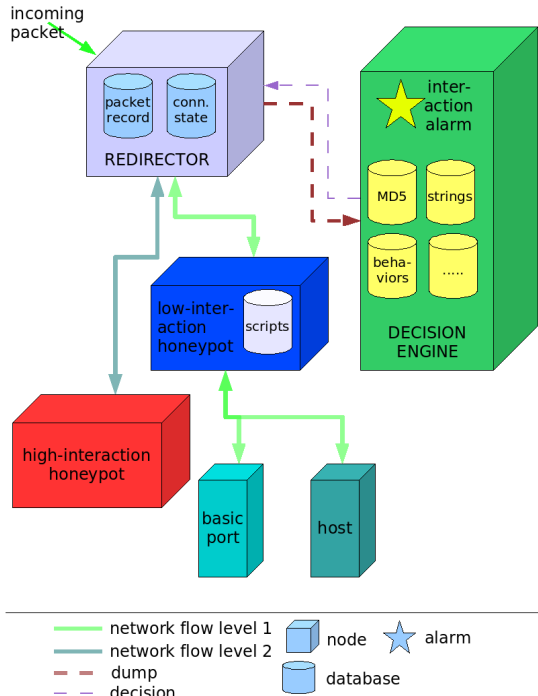 incoming
packet
packet
record
conn.
state
REDIRECTOR
inter-
action
alarm
MD5
strings
beha-
viors
.....
DECISION
ENGINE
low-inter-
action
honeypot
scripts
high-interaction
honeypot
basic
port
host
network flow level 1
network flow level 2
dump
decision
node
alarm
database